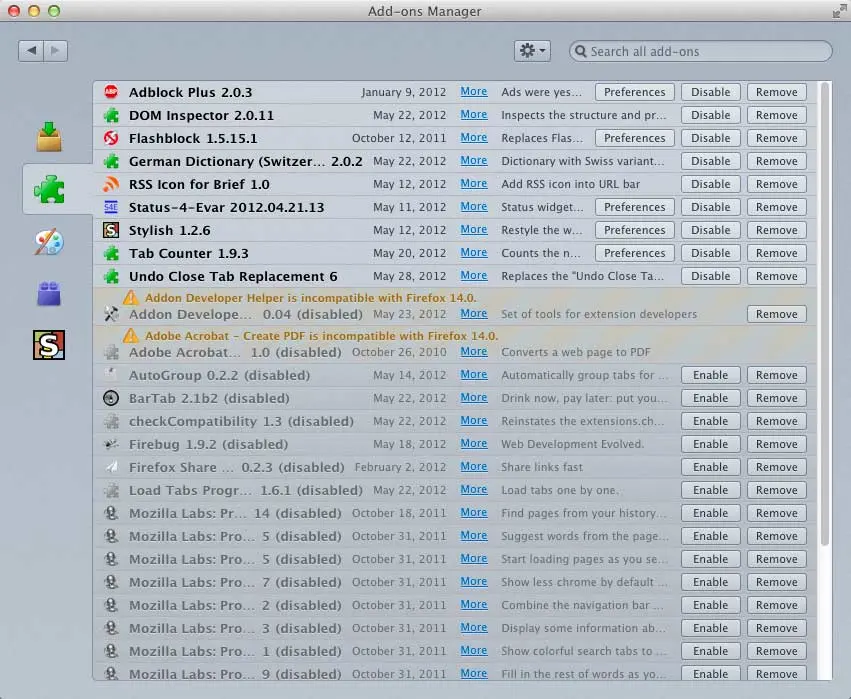 Add-ons Manager
Search all add-ons
Adblock Plus 2.0.3 January 9, 2012 More Ads were yes... Preferences Disable Remove
DOM Inspector 2.0.11 May 22, 2012 More Inspects the structure and pr... Disable Remove
Flashblock 1.5.15.1 October 12, 2011 More Replaces Flas... Preferences Disable Remove
German Dictionary (Switzer... 2.0.2 May 22, 2012 More Dictionary with Swiss variant... Disable Remove
RSS Icon for Brief 1.0 May 12, 2012 More Add RSS icon into URL bar Disable Remove
S4E Status-4-Evar 2012.04.21.13 May 11, 2012 More Status widget... Preferences Disable Remove
S Stylish 1.2.6 May 12, 2012 More Restyle the w... Preferences Disable Remove
Tab Counter 1.9.3 May 20, 2012 More Counts the n... Preferences Disable Remove
Undo Close Tab Replacement 6 May 28, 2012 More Replaces the "Undo Close Ta... Disable Remove
Addon Developer Helper is incompatible with Firefox 14.0.
Addon Develope... 0.04 (disabled) May 23, 2012 More Set of tools for extension developers Remove
Adobe Acrobat - Create PDF is incompatible with Firefox 14.0.
Adobe Acrobat... 1.0 (disabled) October 26, 2010 More Converts a web page to PDF
AutoGroup 0.2.2 (disabled) May 14, 2012 More Automatically group tabs for ... Enable Remove
BarTab 2.1b2 (disabled) May 22, 2012 More Drink now, pay later: put you... Enable Remove
checkCompatibility 1.3 (disabled) May 22, 2012 More Reinstates the extensions.ch... Enable Remove
Firebug 1.9.2 (disabled) May 18, 2012 More Web Development Evolved. Enable Remove
Firefox Share ... 0.2.3 (disabled) February 2, 2012 More Share links fast Enable Remove
Load Tabs Progr... 1.6.1 (disabled) May 22, 2012 More Load tabs one by one. Enable Remove
Mozilla Labs: Pr... 14 (disabled) October 18, 2011 More Find pages from your history... Enable Remove
Mozilla Labs: Pro... 5 (disabled) October 31, 2011 More Suggest words from the page... Enable Remove
Mozilla Labs: Pro... 5 (disabled) October 31, 2011 More Start loading pages as you se... Enable Remove
Mozilla Labs: Pro... 7 (disabled) October 31, 2011 More Show less chrome by default ... Enable Remove
Mozilla Labs: Pro... 2 (disabled) October 31, 2011 More Combine the navigation bar ... Enable Remove
Mozilla Labs: Pro... 3 (disabled) October 31, 2011 More Display some information ab... Enable Remove
Mozilla Labs: Pro... 1 (disabled) October 31, 2011 More Show colorful search tabs to ... Enable Remove
Mozilla Labs: Pro... 9 (disabled) October 31, 2011 More Fill in the rest of words as yo... Enable Remove